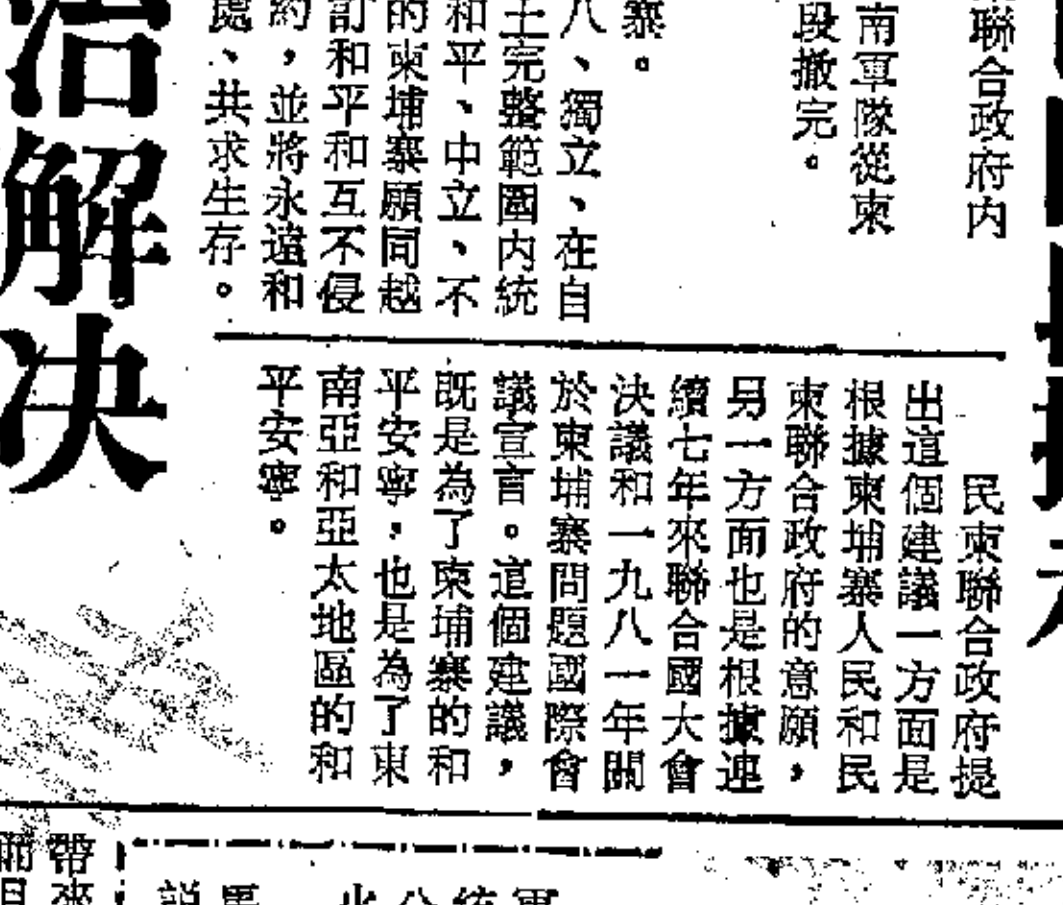 聯合政府内
南軍隊從柬
段撤完。
寨。
八、獨立、在自
土完整範圍内統
和平、中立、不
的柬埔寨願同越
訂和平和互不侵
約，並將永遠和
處、共求生存。
治解决
民柬聯合政府提
出這個建議一方面是
根據柬埔寨人民和民
柬聯合政府的意願，
另一方面也是根據連
續七年來聯合國大會
決議和一九八一年關
於柬埔寨問題國際會
議宣言。這個建議，
既是為了柬埔寨的和
平安寧，也是為了東
南亞和亞太地區的和
平安寧。
帶來